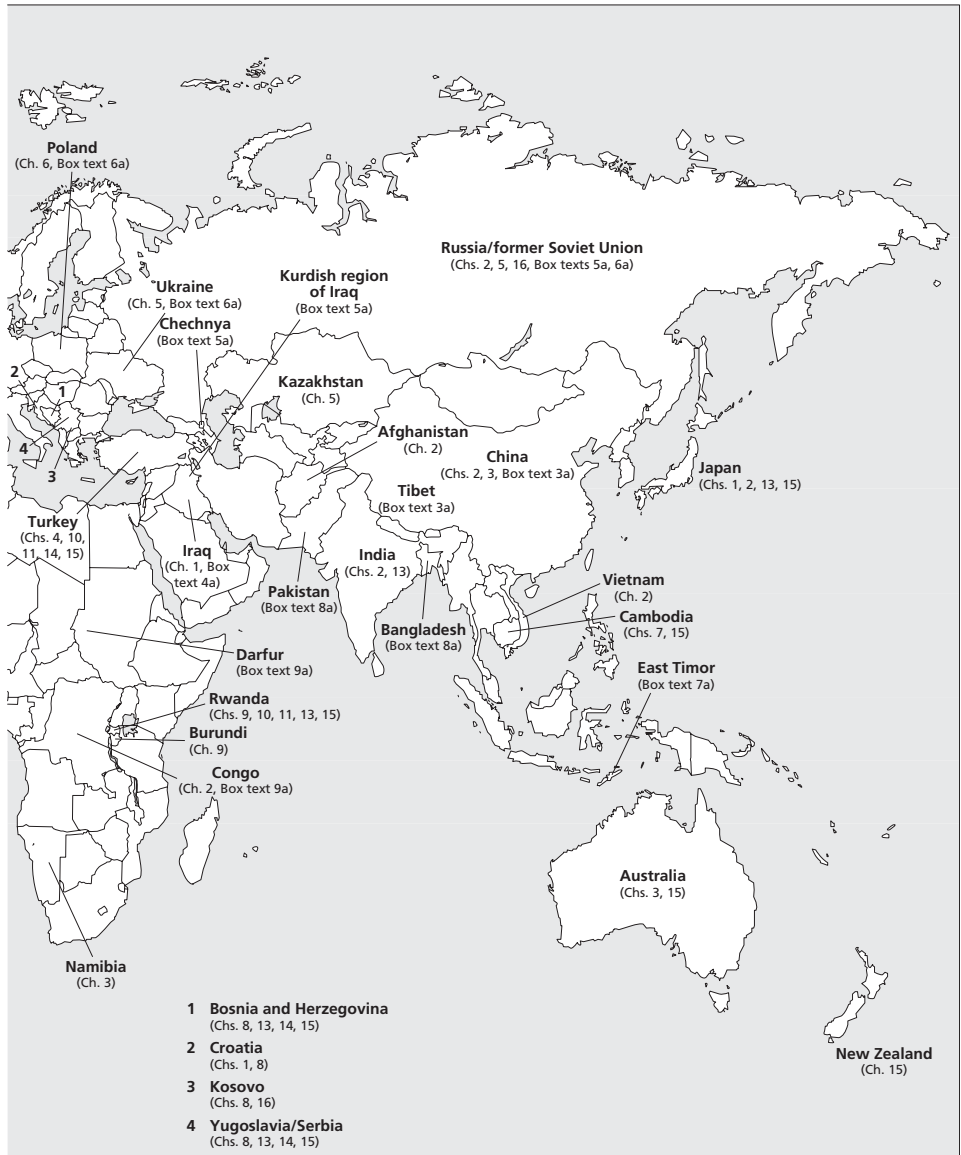 Poland
(Ch. 6, Box text 6a)
Russia/former Soviet Union
(Chs. 2, 5, 16, Box texts 5a, 6a)
Kurdish region
of Iraq
(Box text 5a)
Ukraine
(Ch. 5, Box text 6a)
Chechnya
(Box text 5a)
2
1
Kazakhstan
(Ch. 5)
4
3
Afghanistan
(Ch. 2)
China
(Chs. 2, 3, Box text 3a)
Japan
(Chs. 1, 2, 13, 15)
Tibet
(Box text 3a)
Turkey
(Chs. 4, 10,
11, 14, 15)
Iraq
(Ch. 1, Box
text 4a)
India
(Chs. 2, 13)
Pakistan
(Box text 8a)
Vietnam
(Ch. 2)
Cambodia
(Chs. 7, 15)
Bangladesh
(Box text 8a)
Darfur
(Box text 9a)
East Timor
(Box text 7a)
Rwanda
(Chs. 9, 10, 11, 13, 15)
Burundi
(Ch. 9)
Congo
(Ch. 2, Box text 9a)
Australia
(Chs. 3, 15)
Namibia
(Ch. 3)
1 Bosnia and Herzegovina
(Chs. 8, 13, 14, 15)
2 Croatia
(Chs. 1, 8)
3 Kosovo
(Chs. 8, 16)
4 Yugoslavia/Serbia
(Chs. 8, 13, 14, 15)
New Zealand
(Ch. 15)